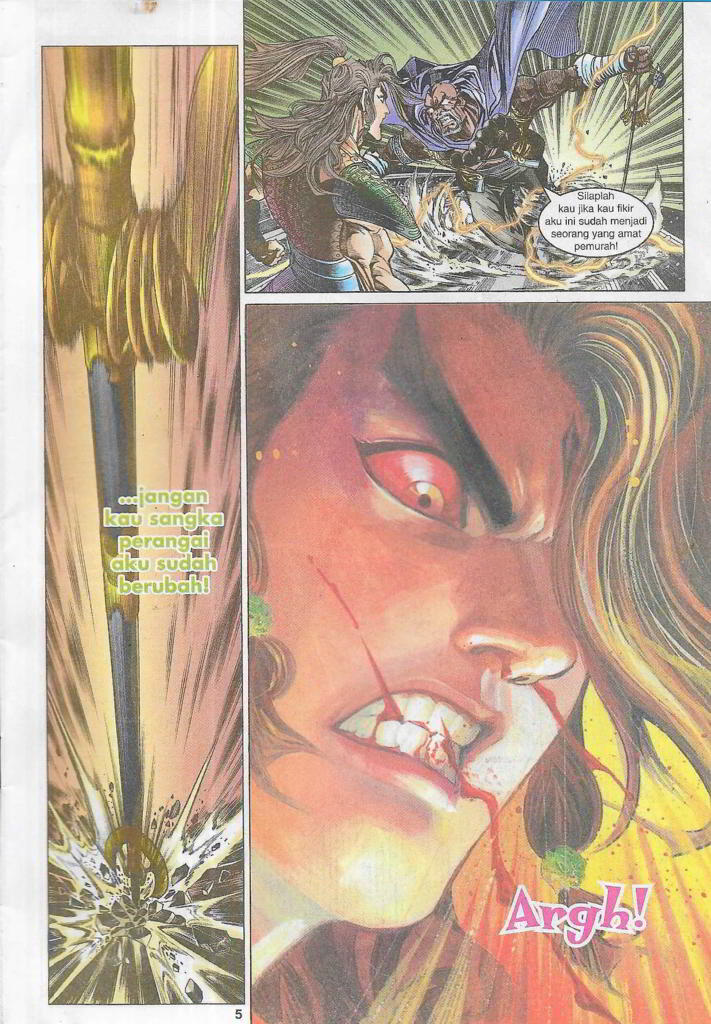 ...jangan
kau sangka
perangai
aku sudah
berubah!
Silaplah
kau jika kau fikir
aku ini sudah menjadi
seorang yang amat
pemurah!
Argh!
5